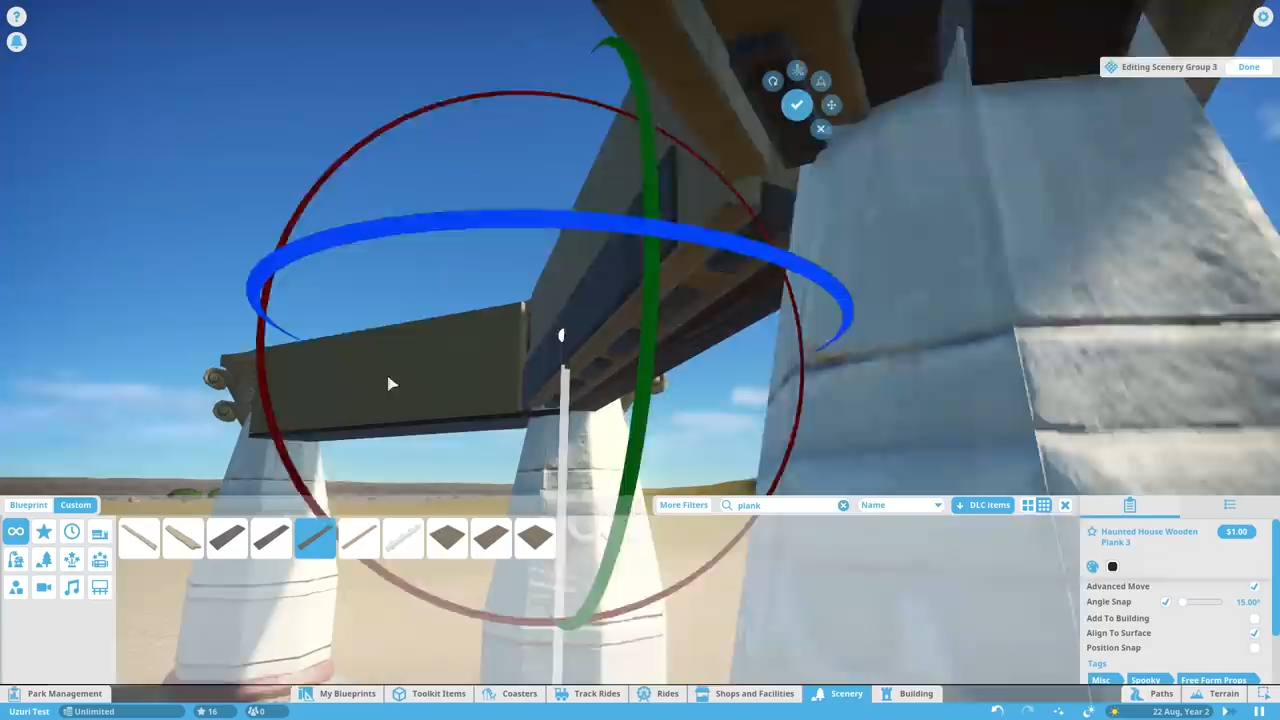 Editing Scenery Group 3 Done
Blueprint Custom More Filters plank Name DLC items
Haunted House Wooden Plank 3 $1.00
Advanced Move
Angle Snap 15.00°
Add To Building
Align To Surface
Position Snap
Tags
Misc Spooky Free Form Props
Park Management My Blueprints Toolkit Items Coasters Track Rides Rides Shops and Facilities Scenery Building Paths Terrain
Uzuri Test Unlimited 16 0 22 Aug, Year 2